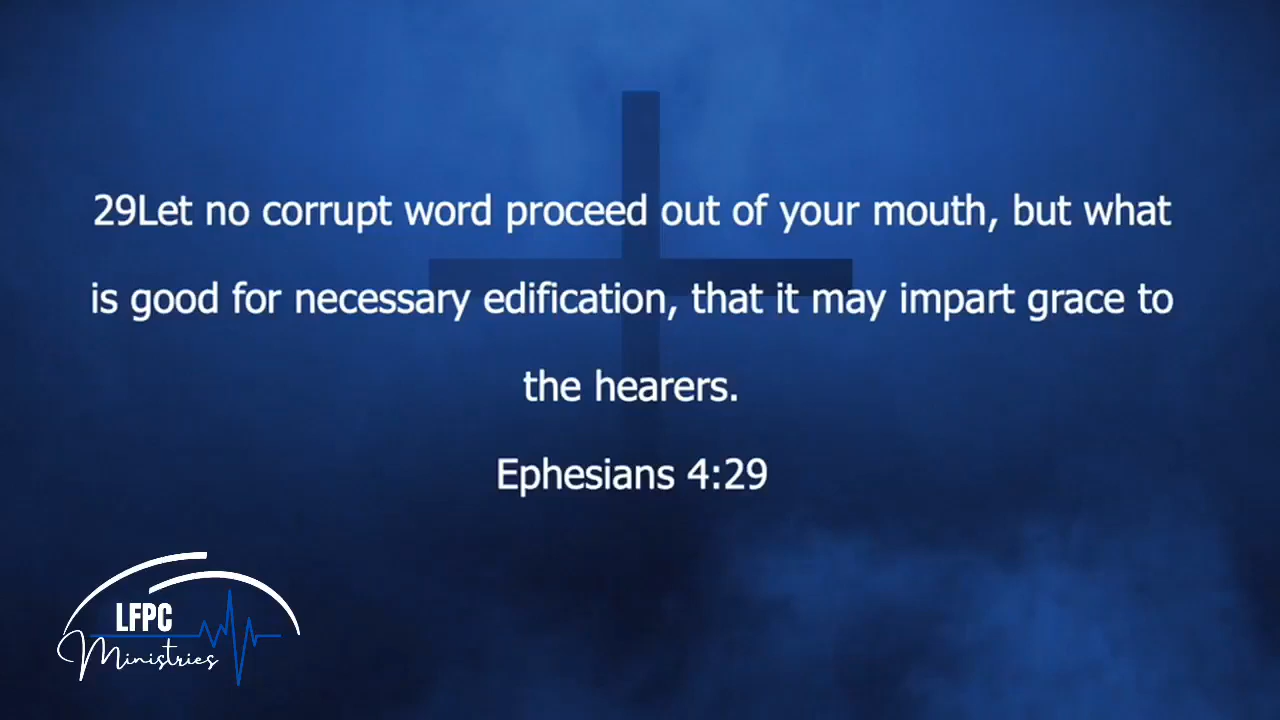 29Let no corrupt word proceed out of your mouth, but what
is good for necessary edification, that it may impart grace to
the hearers.
Ephesians 4:29
LFPC
Ministries